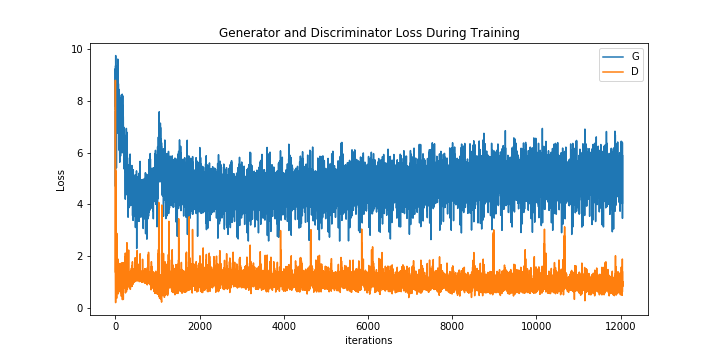 Generator and Discriminator Loss During Training
G
D
10
8
6
4
2
0
Loss
0 2000 4000 6000 8000 10000 12000
iterations